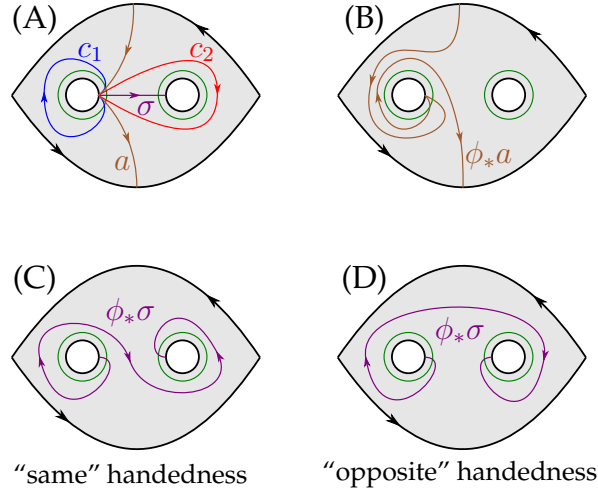 (A)
c₁
c₂
σ
a
(B)
ϕ∗a
(C)
ϕ∗σ
"same" handedness
(D)
ϕ∗σ
"opposite" handedness